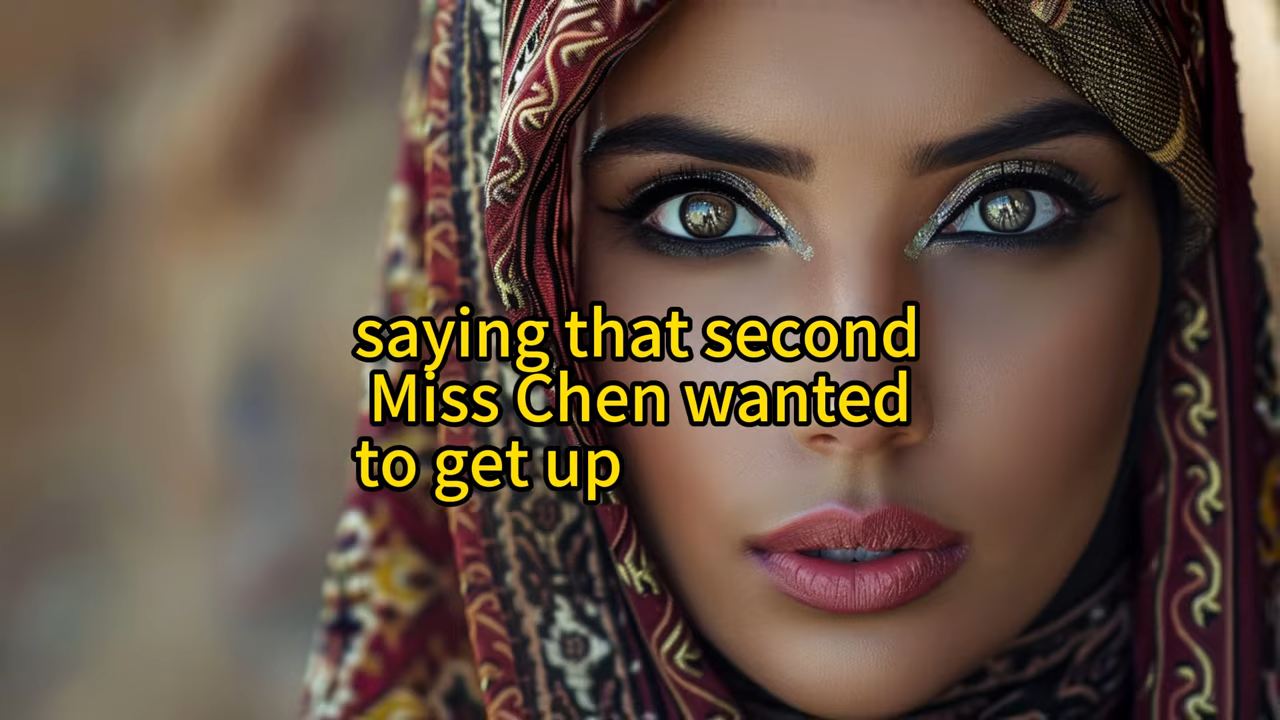 saying that second
Miss Chen wanted
to get up